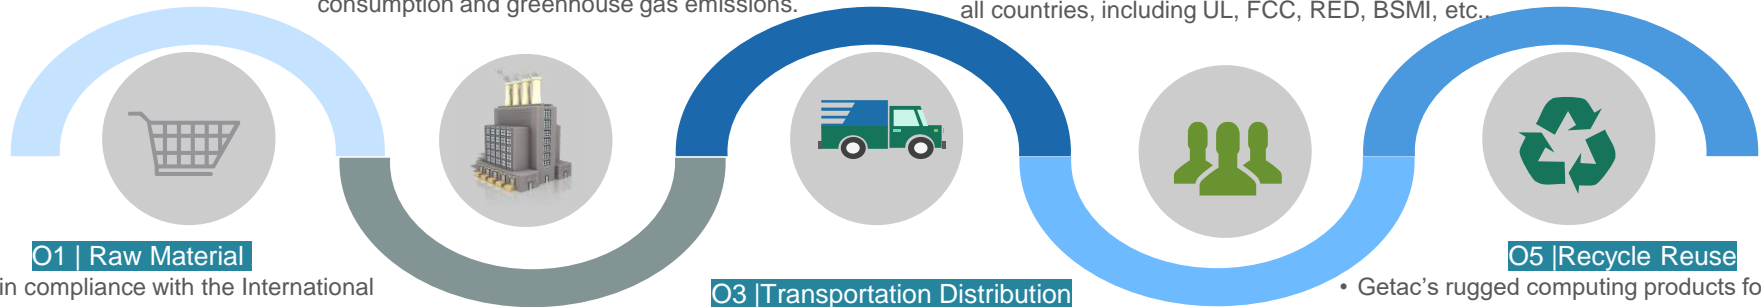 consumption and greenhouse gas emissions.
all countries, including UL, FCC, RED, BSMI, etc..
O1 | Raw Material
in compliance with the International
O3 |Transportation Distribution
O5 |Recycle Reuse
• Getac's rugged computing products fo